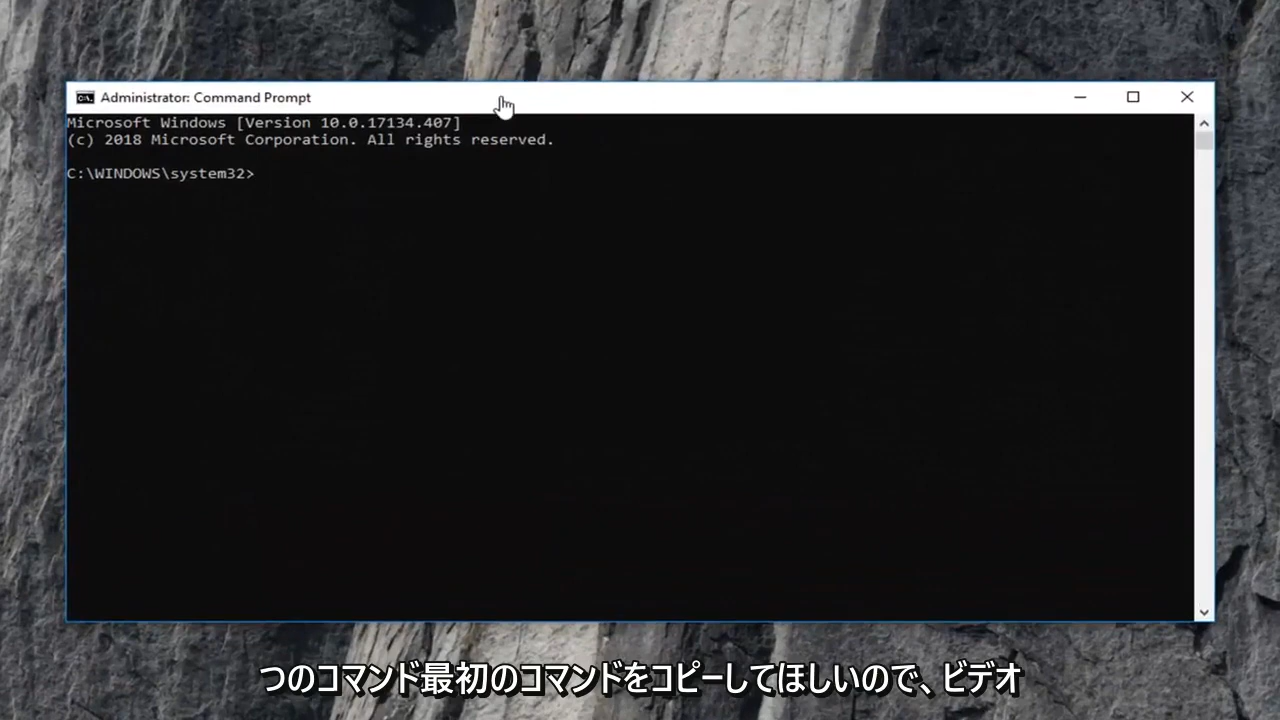 Administrator: Command Prompt
Microsoft Windows [Version 10.0.17134.407]
(c) 2018 Microsoft Corporation. All rights reserved.
C:\WINDOWS\system32>
つのコマンド最初のコマンドをコピーしてほしいので、ビデオ